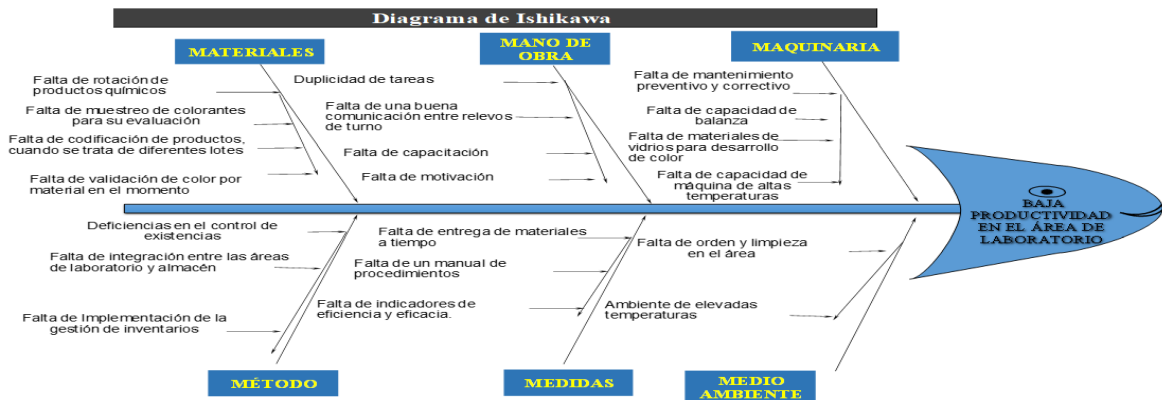 Diagrama de Ishikawa
MATERIALES
MANO DE
OBRA
MAQUINARIA
Falta de rotación de
productos químicos
Falta de muestreo de colorantes
para su evaluación
Falta de codificación de productos,
cuando se trata de diferentes lotes
Falta de validación de color por
material en el momento
Duplicidad de tareas
Falta de una buena
comunicación entre relevos
de turno
Falta de capacitación
Falta de motivación
Falta de mantenimiento
preventivo y correctivo
Falta de capacidad de
balanza
Falta de materiales de
vidrios para desarrollo
de color
Falta de capacidad de
máquina de altas
temperaturas
BAJA
PRODUCTIVIDAD
EN EL ÁREA DE
LABORATORIO
Deficiencias en el control de
existencias
Falta de integración entre las áreas
de laboratorio y almacén
Falta de Implementación de la
gestión de inventarios
Falta de entrega de materiales
a tiempo
Falta de un manual de
procedimientos
Falta de indicadores de
eficiencia y eficacia.
Falta de orden y limpieza
en el área
Ambiente de elevadas
temperaturas
MÉTODO
MEDIDAS
MEDIO
AMBIENTE